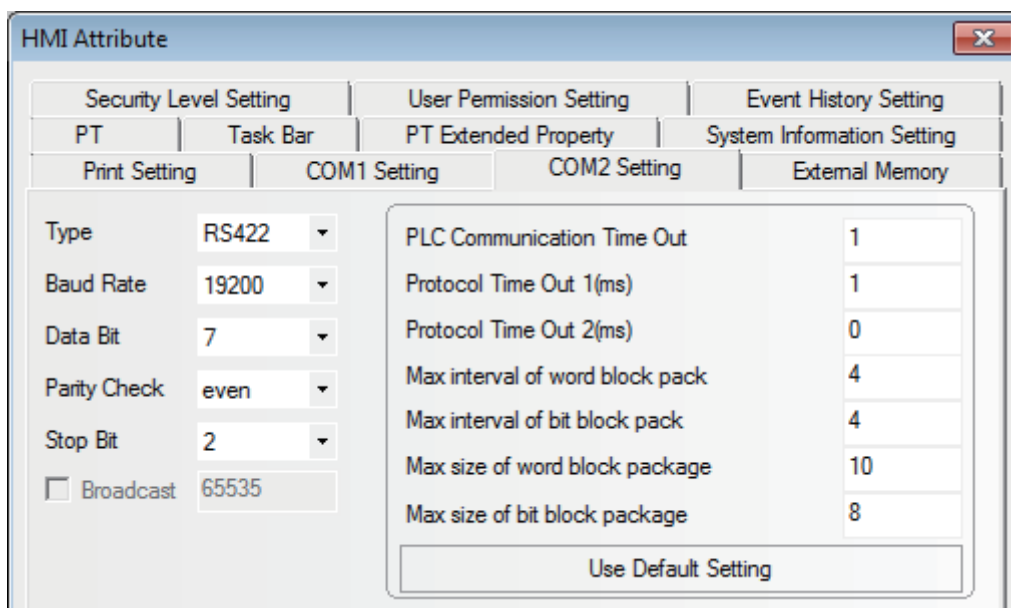 HMI Attribute
Security Level Setting User Permission Setting Event History Setting
PT Task Bar PT Extended Property System Information Setting
Print Setting COM1 Setting COM2 Setting External Memory
Type RS422
Baud Rate 19200
Data Bit 7
Parity Check even
Stop Bit 2
Broadcast 65535
PLC Communication Time Out 1
Protocol Time Out 1(ms) 1
Protocol Time Out 2(ms) 0
Max interval of word block pack 4
Max interval of bit block pack 4
Max size of word block package 10
Max size of bit block package 8
Use Default Setting